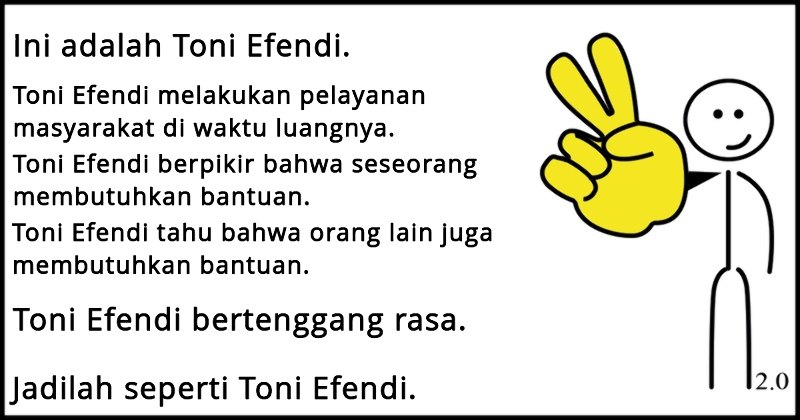 Ini adalah Toni Efendi.
Toni Efendi melakukan pelayanan
masyarakat di waktu luangnya.
Toni Efendi berpikir bahwa seseorang
membutuhkan bantuan.
Toni Efendi tahu bahwa orang lain juga
membutuhkan bantuan.
Toni Efendi bertenggang rasa.
Jadilah seperti Toni Efendi.
2.0